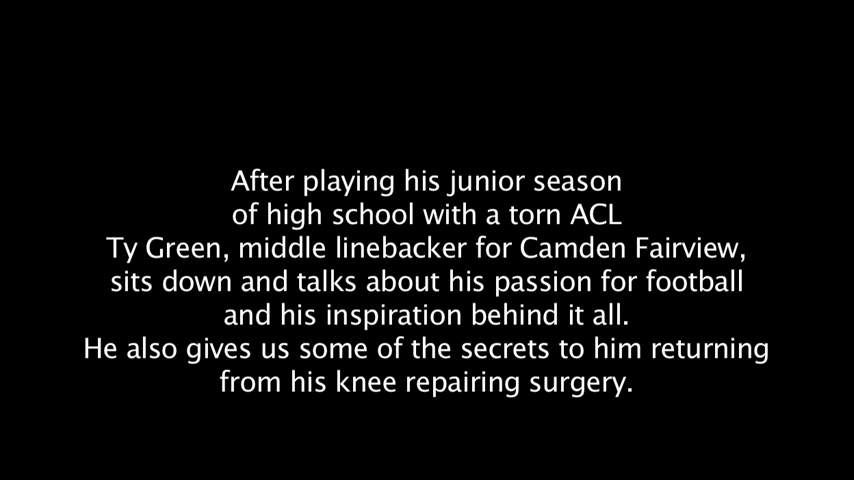 After playing his junior season
of high school with a torn ACL
Ty Green, middle linebacker for Camden Fairview,
sits down and talks about his passion for football
and his inspiration behind it all.
He also gives us some of the secrets to him returning
from his knee repairing surgery.